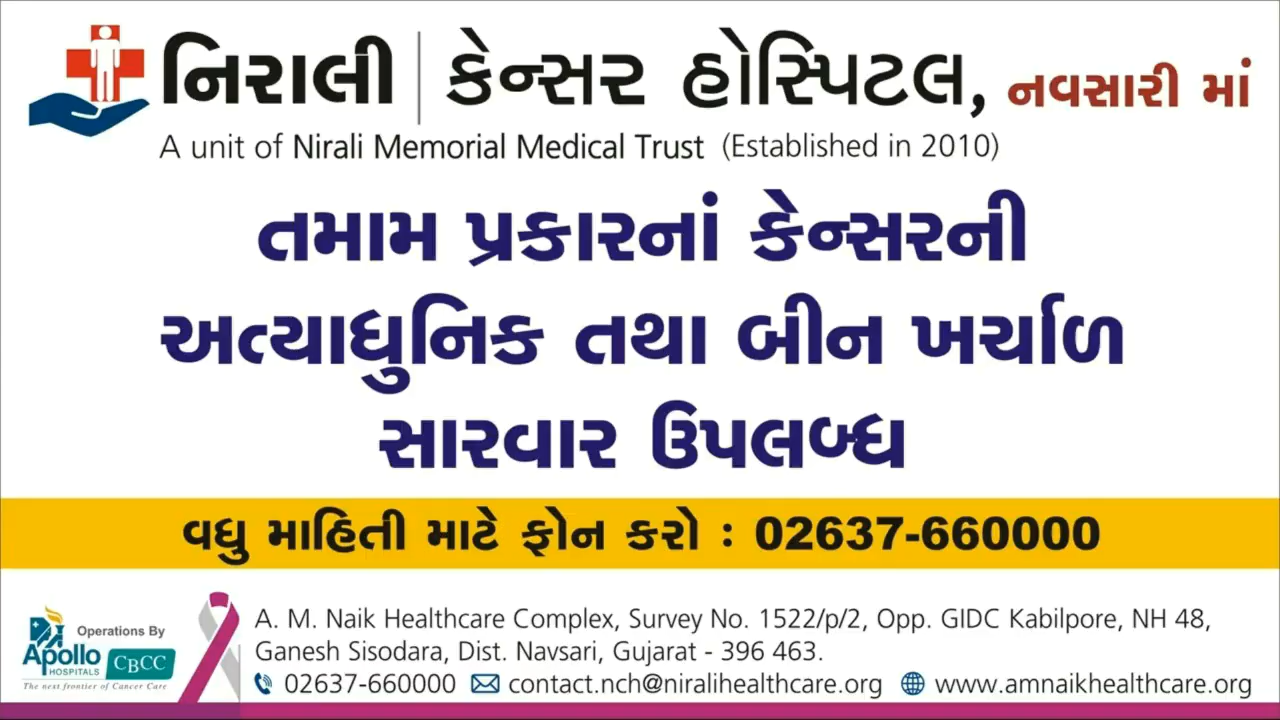 નિરાલી | કેન્સર હોસ્પિટલ, નવસારી માં
A unit of Nirali Memorial Medical Trust (Established in 2010)
તમામ પ્રકારનાં કેન્સરની
અત્યાધુનિક તથા બીન ખર્ચાળ
સારવાર ઉપલબ્ધ
વધુ માહિતી માટે ફોન કરો : 02637-660000
Operations By
Apollo
HOSPITALS
CBCC
The next frontier of Cancer Care
A. M. Naik Healthcare Complex, Survey No. 1522/p/2, Opp. GIDC Kabilpore, NH 48,
Ganesh Sisodara, Dist. Navsari, Gujarat - 396 463.
02637-660000 contact.nch@niralihealthcare.org www.amnaikhealthcare.org